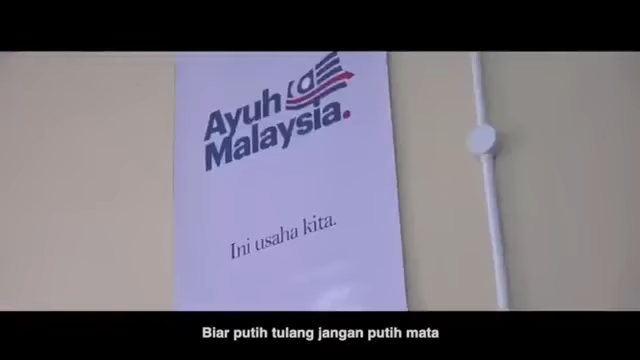 Ayuh
Malaysia.
Ini usaha kita.
Biar putih tulang jangan putih mata